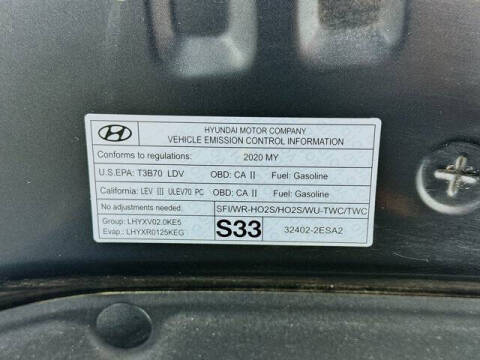 HYUNDAI MOTOR COMPANY
VEHICLE EMISSION CONTROL INFORMATION
Conforms to regulations: 2020 MY
U.S.EPA: T3B70 LDV OBD: CA II Fuel: Gasoline
California: LEV III ULEV70 PC OBD: CA II Fuel: Gasoline
No adjustments needed. SFI/WR-HO2S/HO2S/WU-TWC/TWC
Group: LHYXV02.0KE5 S33 32402-2ESA2
Evap.: LHYXR0125KEG